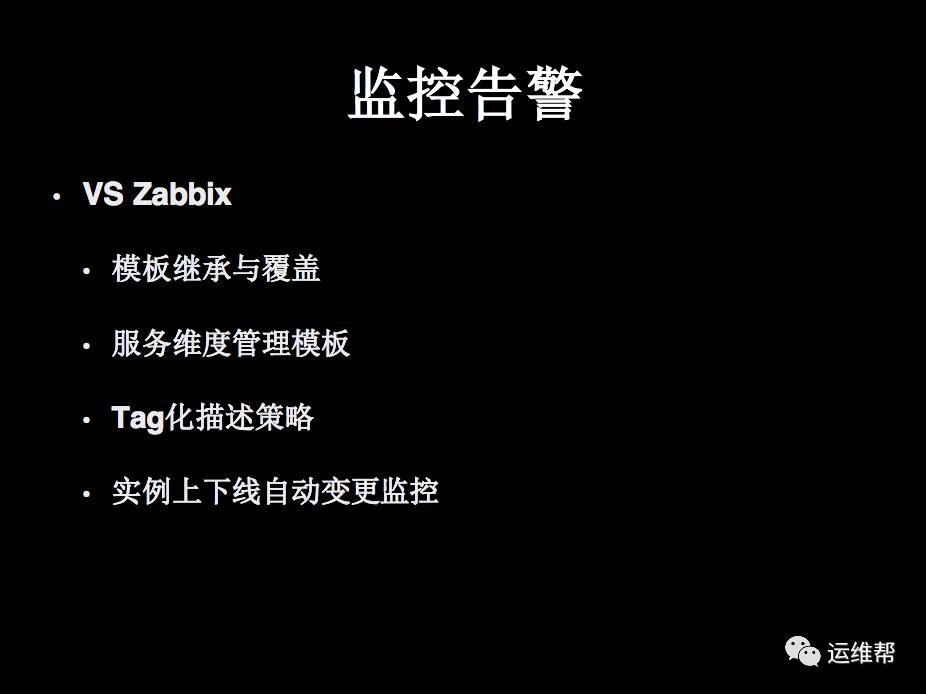 监控告警
• VS Zabbix
• 模板继承与覆盖
• 服务维度管理模板
• Tag化描述策略
• 实例上下线自动变更监控
运维帮